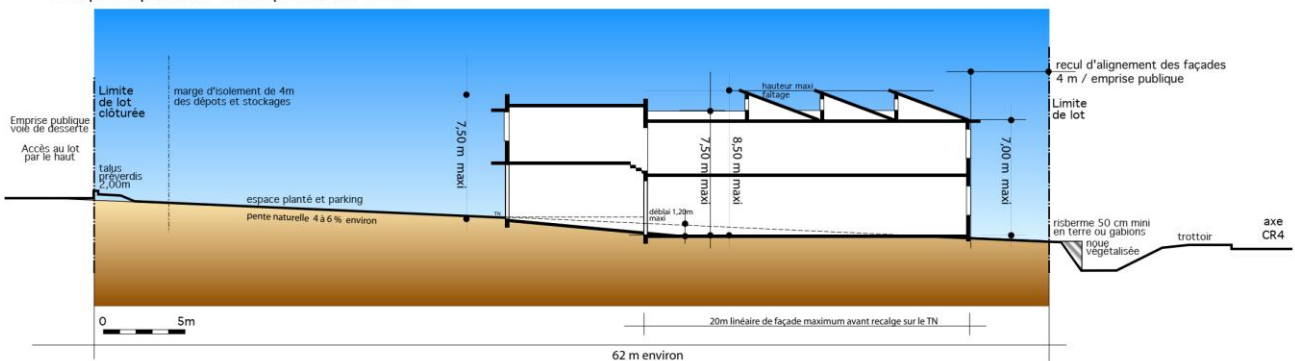 recul d'alignement des façades
4 m / emprise publique
Limite
de lot
clôturée
marge d'isolement de 4m
des dépots et stockages
hauteur maxi
faîtage
Limite
de lot
Emprise publique
voie de desserte
Accès au lot
par le haut
7,50 m maxi
7,50 m maxi
8,50 m maxi
7,00 m maxi
talus
préverdis
2,00m
espace planté et parking
pente naturelle 4 à 6 % environ
TN
déblai 1,20m
maxi
risberme 50 cm mini
en terre ou gabions
noue
végétalisée
trottoir
axe
CR4
0 5m
20m linéaire de façade maximum avant recalge sur le TN
62 m environ